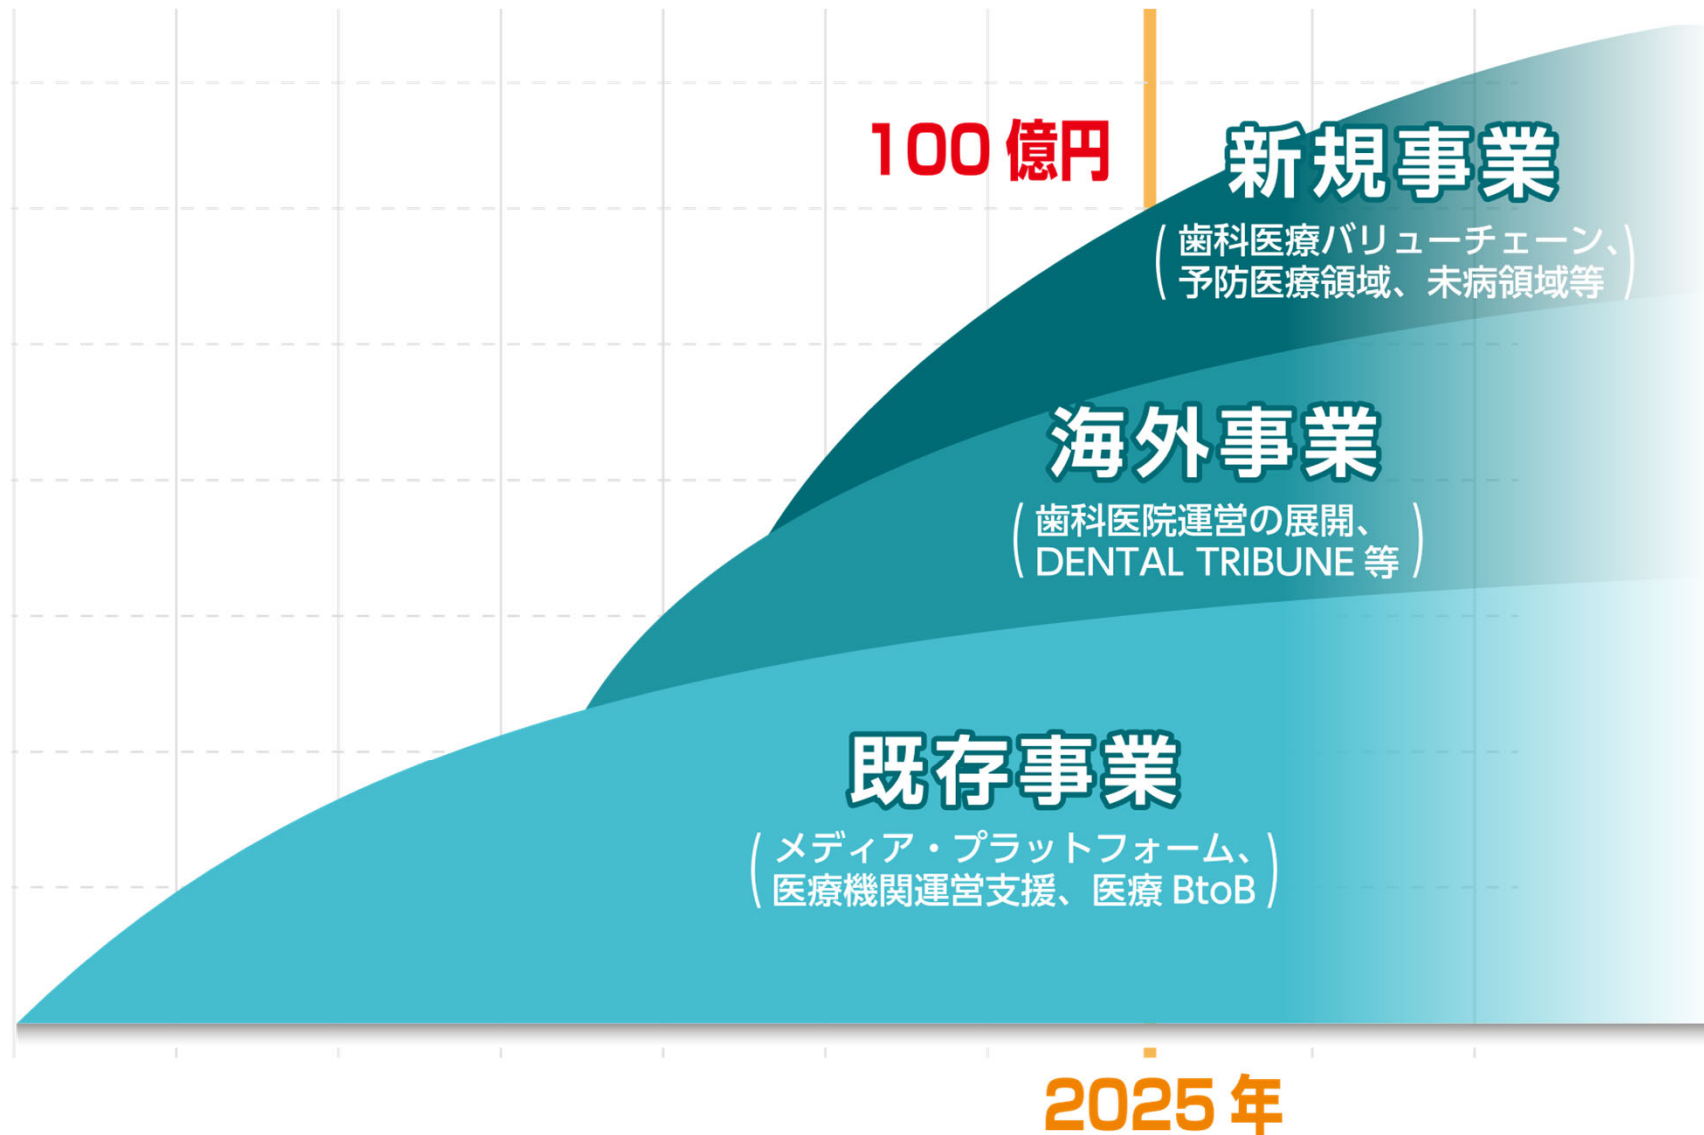 100億円
新規事業
(歯科医療バリューチェーン、
予防医療領域、未病領域等)
海外事業
(歯科医院運営の展開、
DENTAL TRIBUNE 等)
既存事業
(メディア・プラットフォーム、
医療機関運営支援、医療 BtoB)
2025年